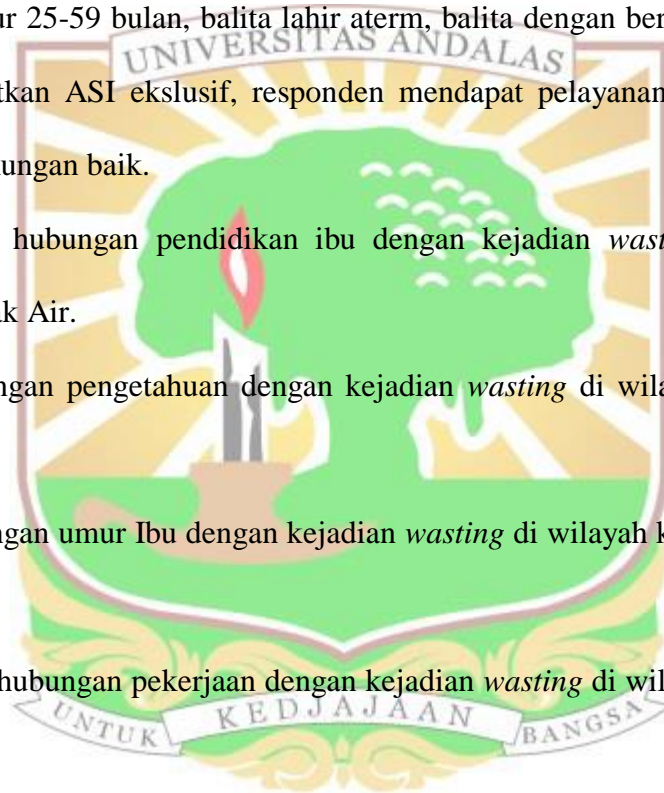 ur 25-59 bulan, balita lahir aterm, balita dengan ber
UNIVERSITAS ANDALAS
tkan ASI ekslusif, responden mendapat pelayanan
ungan baik.
hubungan pendidikan ibu dengan kejadian wast
ak Air.
ngan pengetahuan dengan kejadian wasting di wila
ngan umur Ibu dengan kejadian wasting di wilayah k
hubungan pekerjaan dengan kejadian wasting di wil
UNTUK KEDJAJAAN BANGSA